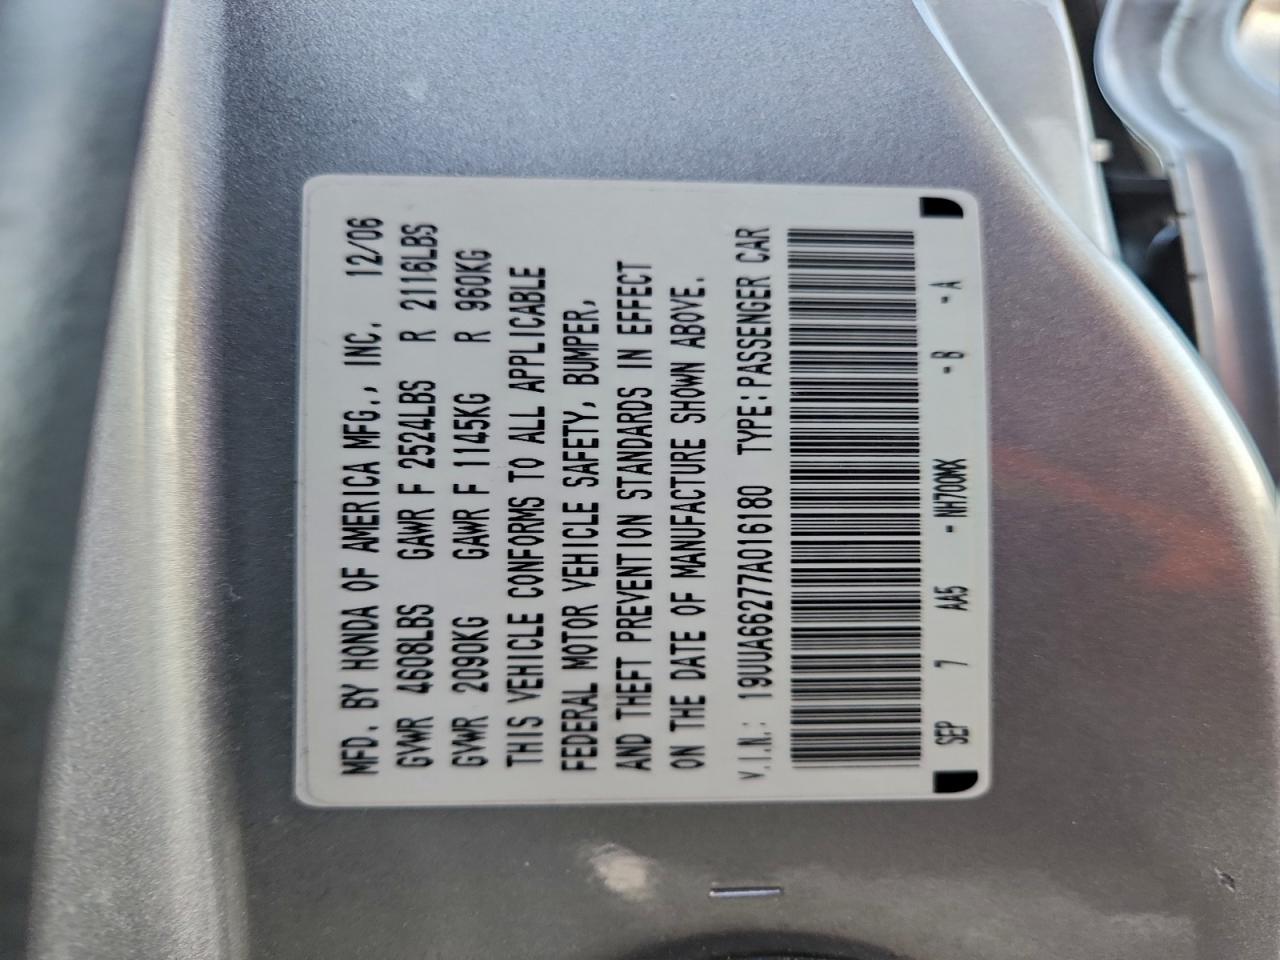 MFD. BY HONDA OF AMERICA MFG., INC. 12/06
GVWR 4608LBS GAWR F 2524LBS R 2116LBS
GVWR 2090KG GAWR F 1145KG R 960KG
THIS VEHICLE CONFORMS TO ALL APPLICABLE
FEDERAL MOTOR VEHICLE SAFETY, BUMPER,
AND THEFT PREVENTION STANDARDS IN EFFECT
ON THE DATE OF MANUFACTURE SHOWN ABOVE.
V.I.N.: 19UUA66277A016180 TYPE:PASSENGER CAR
SEP 7 AA5 - NH700MX - B - A